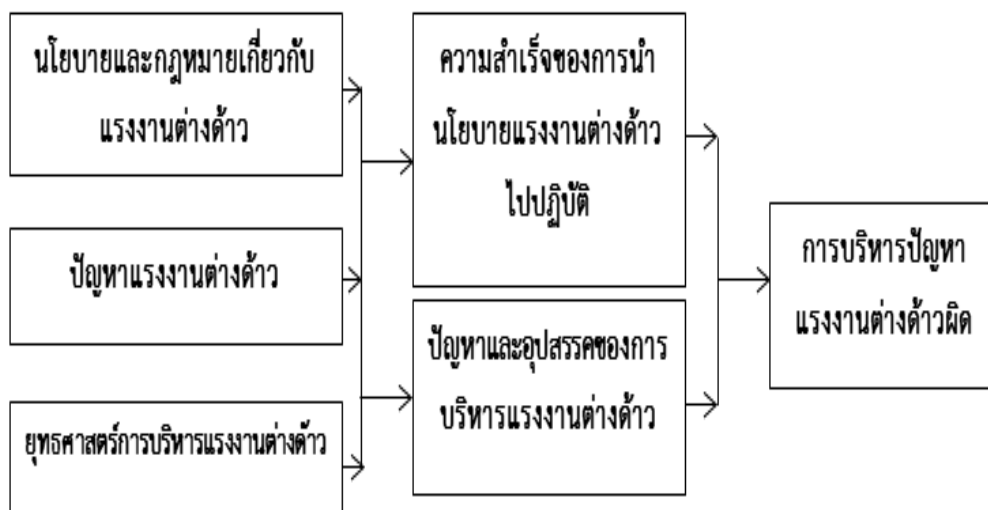 นโยบายและกฎหมายเกี่ยวกับ
แรงงานต่างด้าว
ปัญหาแรงงานต่างด้าว
ยุทธศาสตร์การบริหารแรงงานต่างด้าว
ความสำเร็จของการนำ
นโยบายแรงงานต่างด้าว
ไปปฏิบัติ
ปัญหาและอุปสรรคของการ
บริหารแรงงานต่างด้าว
การบริหารปัญหา
แรงงานต่างด้าวผิด